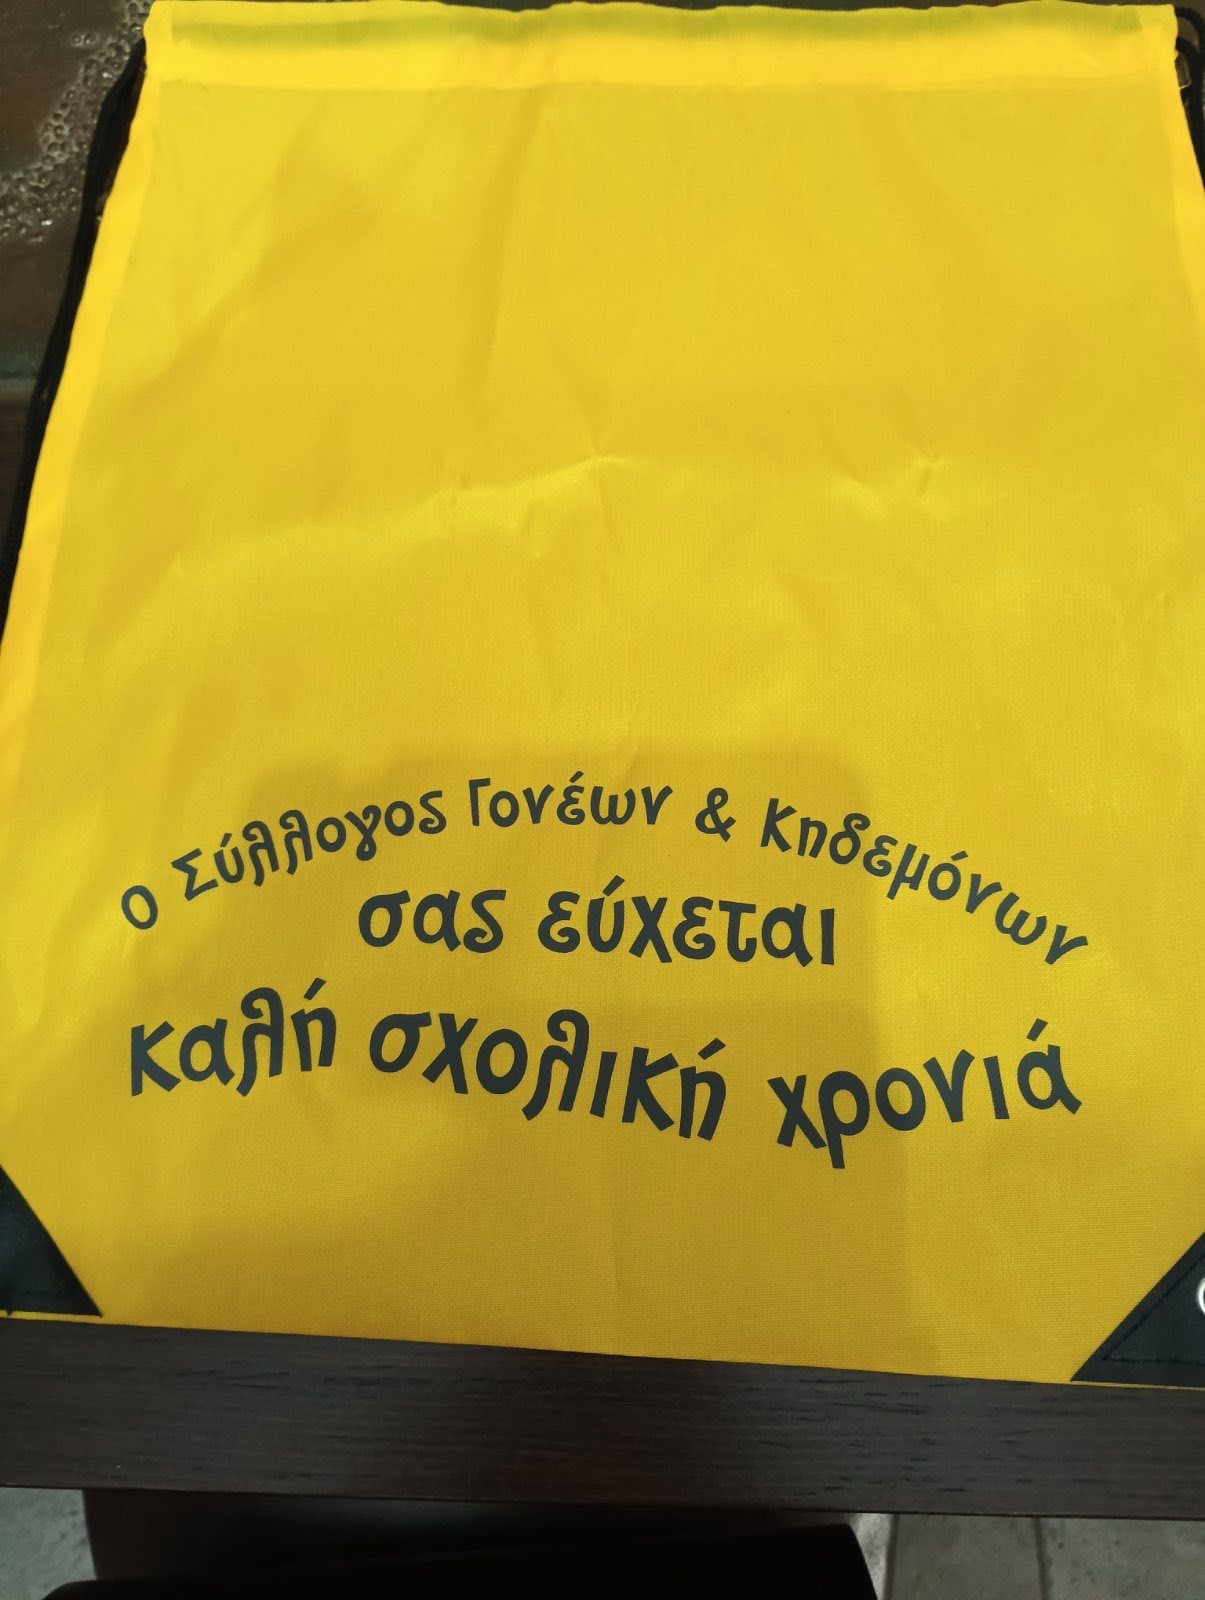 Ο Σύλλογος Γονέων & Κηδεμόνων
σας εύχεται
καλή σχολική χρονιά